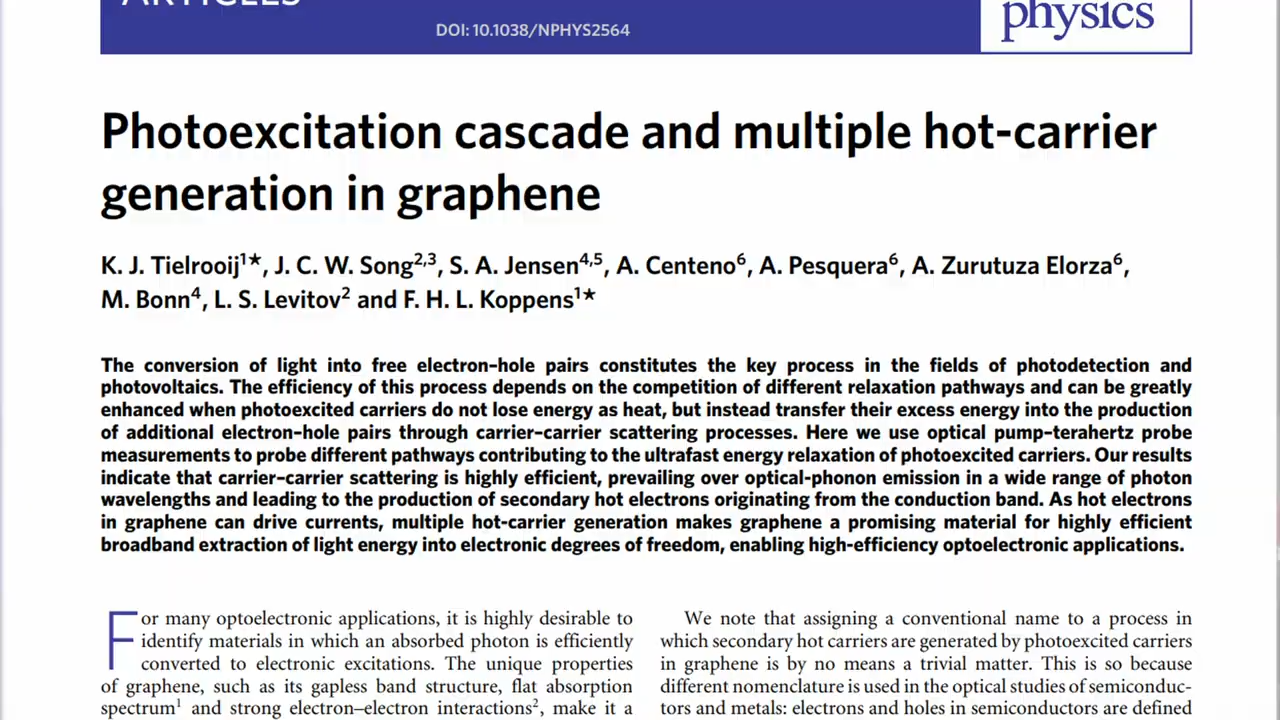 ARTICLES
physics
DOI: 10.1038/NPHYS2564
Photoexcitation cascade and multiple hot-carrier
generation in graphene
K. J. Tielrooij1★, J. C. W. Song2,3, S. A. Jensen4,5, A. Centeno6, A. Pesquera6, A. Zurutuza Elorza6,
M. Bonn4, L. S. Levitov2 and F. H. L. Koppens1★
The conversion of light into free electron–hole pairs constitutes the key process in the fields of photodetection and
photovoltaics. The efficiency of this process depends on the competition of different relaxation pathways and can be greatly
enhanced when photoexcited carriers do not lose energy as heat, but instead transfer their excess energy into the production
of additional electron–hole pairs through carrier–carrier scattering processes. Here we use optical pump–terahertz probe
measurements to probe different pathways contributing to the ultrafast energy relaxation of photoexcited carriers. Our results
indicate that carrier–carrier scattering is highly efficient, prevailing over optical-phonon emission in a wide range of photon
wavelengths and leading to the production of secondary hot electrons originating from the conduction band. As hot electrons
in graphene can drive currents, multiple hot-carrier generation makes graphene a promising material for highly efficient
broadband extraction of light energy into electronic degrees of freedom, enabling high-efficiency optoelectronic applications.
For many optoelectronic applications, it is highly desirable to
identify materials in which an absorbed photon is efficiently
converted to electronic excitations. The unique properties
of graphene, such as its gapless band structure, flat absorption
spectrum1 and strong electron–electron interactions2, make it a
We note that assigning a conventional name to a process in
which secondary hot carriers are generated by photoexcited carriers
in graphene is by no means a trivial matter. This is so because
different nomenclature is used in the optical studies of semiconduc-
tors and metals: electrons and holes in semiconductors are defined